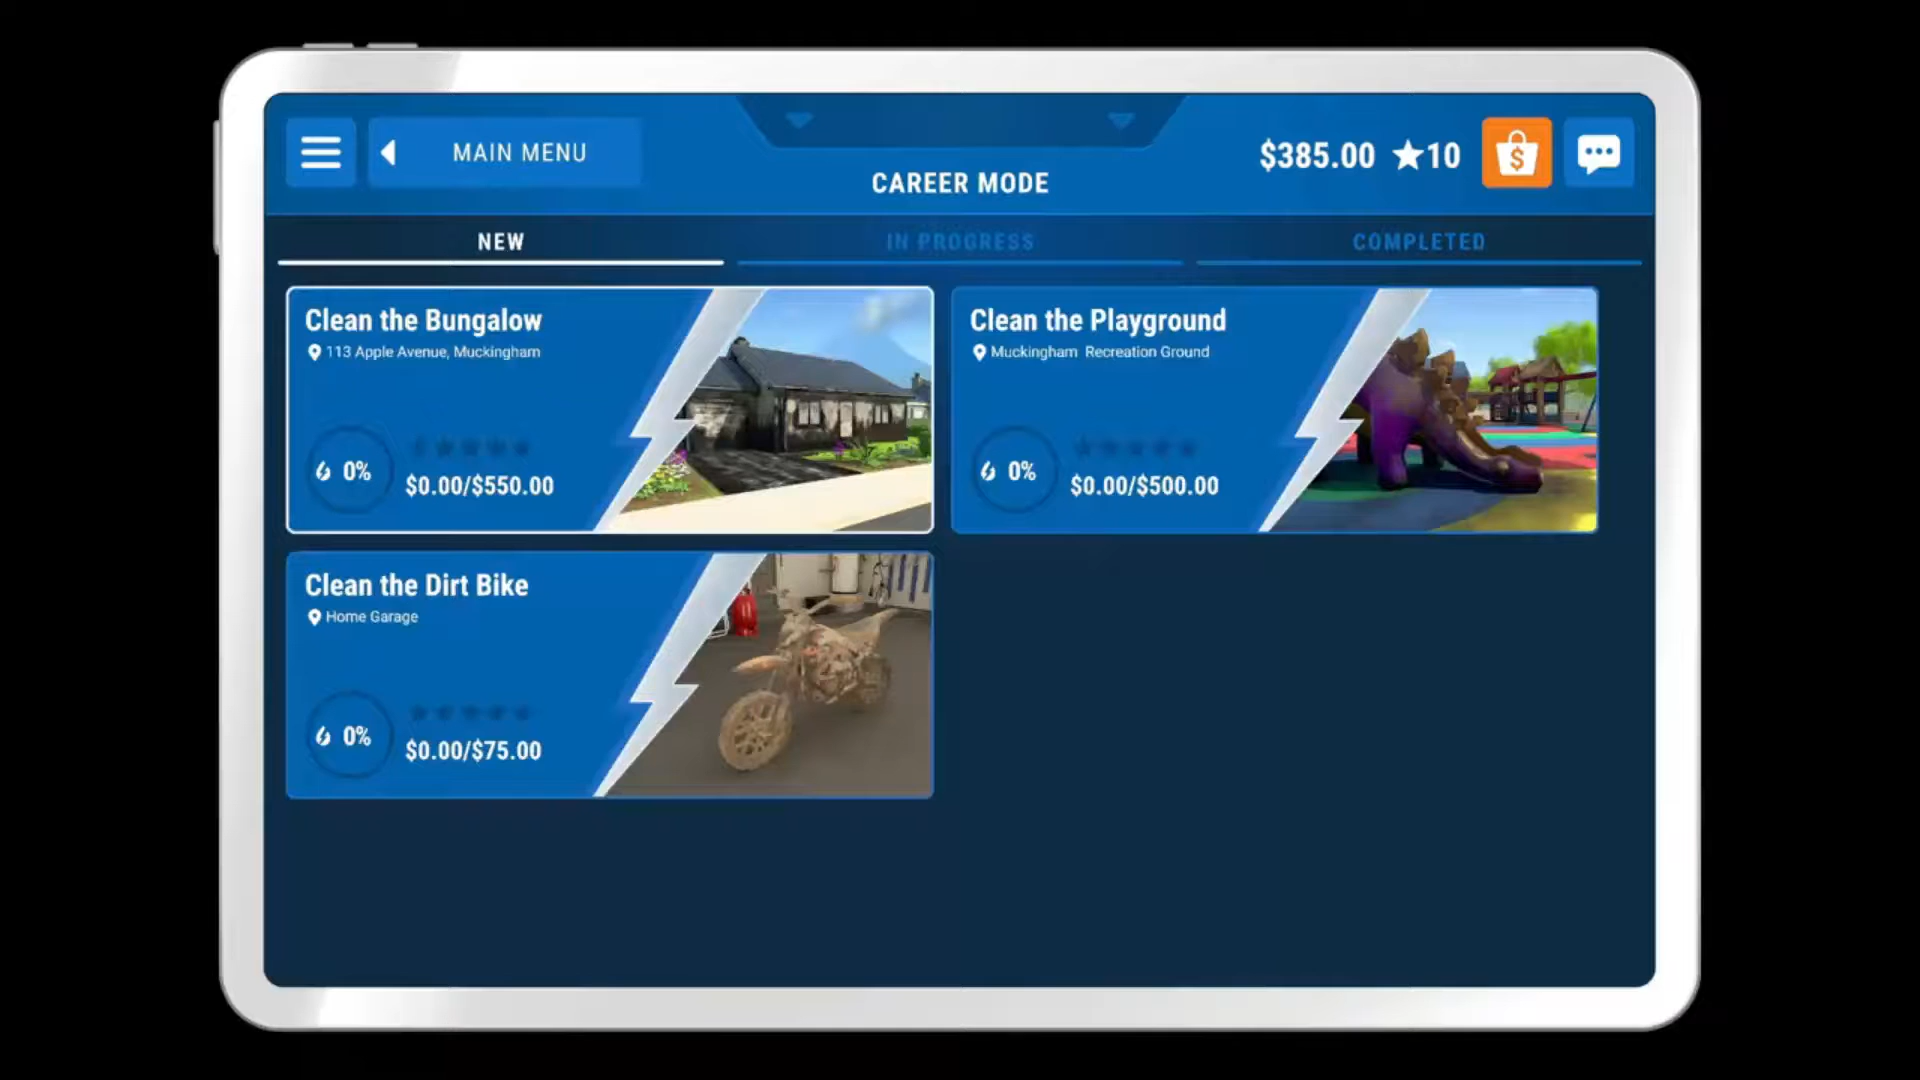 MAIN MENU
CAREER MODE
$385.00 ★10
NEW
IN PROGRESS
COMPLETED
Clean the Bungalow
113 Apple Avenue, Muckingham
0%
$0.00/$550.00
Clean the Playground
Muckingham Recreation Ground
0%
$0.00/$500.00
Clean the Dirt Bike
Home Garage
0%
$0.00/$75.00